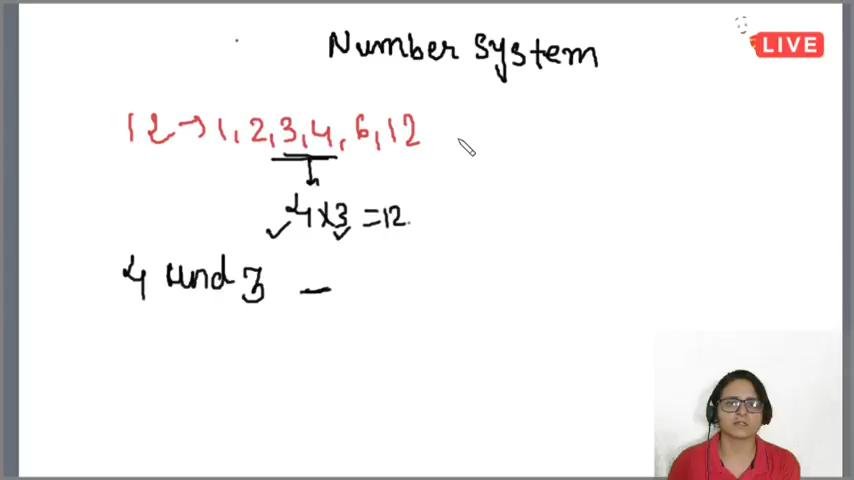 Number System
LIVE
12 → 1, 2, 3, 4, 6, 12
4 x 3 = 12
4 and 3 –